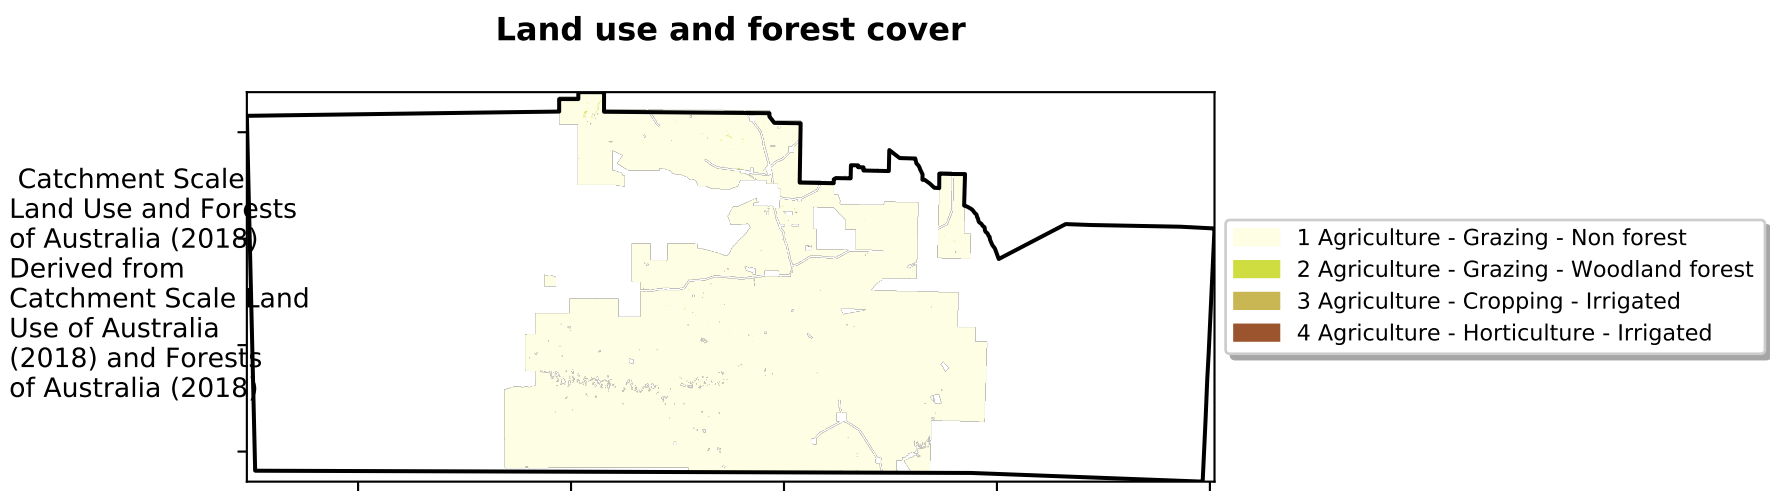 Land use and forest cover
Catchment Scale
Land Use and Forests
of Australia (2018)
Derived from
Catchment Scale Land
Use of Australia
(2018) and Forests
of Australia (2018)
1 Agriculture - Grazing - Non forest
2 Agriculture - Grazing - Woodland forest
3 Agriculture - Cropping - Irrigated
4 Agriculture - Horticulture - Irrigated